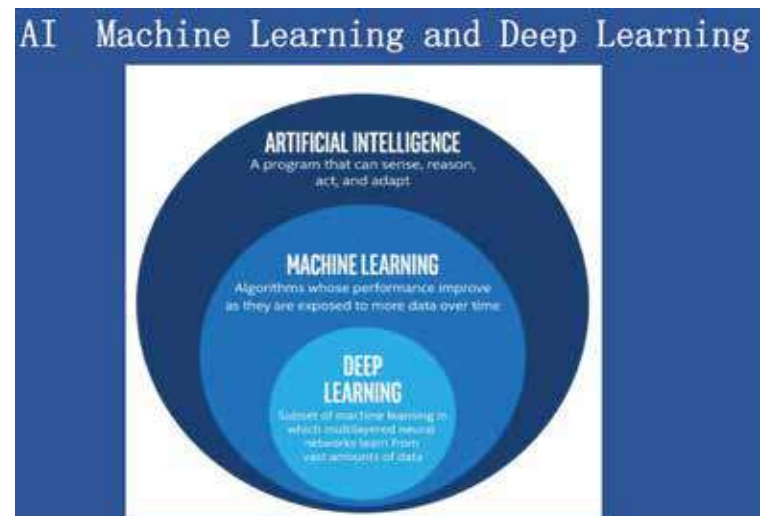 AI Machine Learning and Deep Learning
ARTIFICIAL INTELLIGENCE
A program that can sense, reason,
act, and adapt
MACHINE LEARNING
Algorithms whose performance improve
as they are exposed to more data over time
DEEP
LEARNING
Subset of machine learning in
which multilayered neural
networks learn from
vast amounts of data